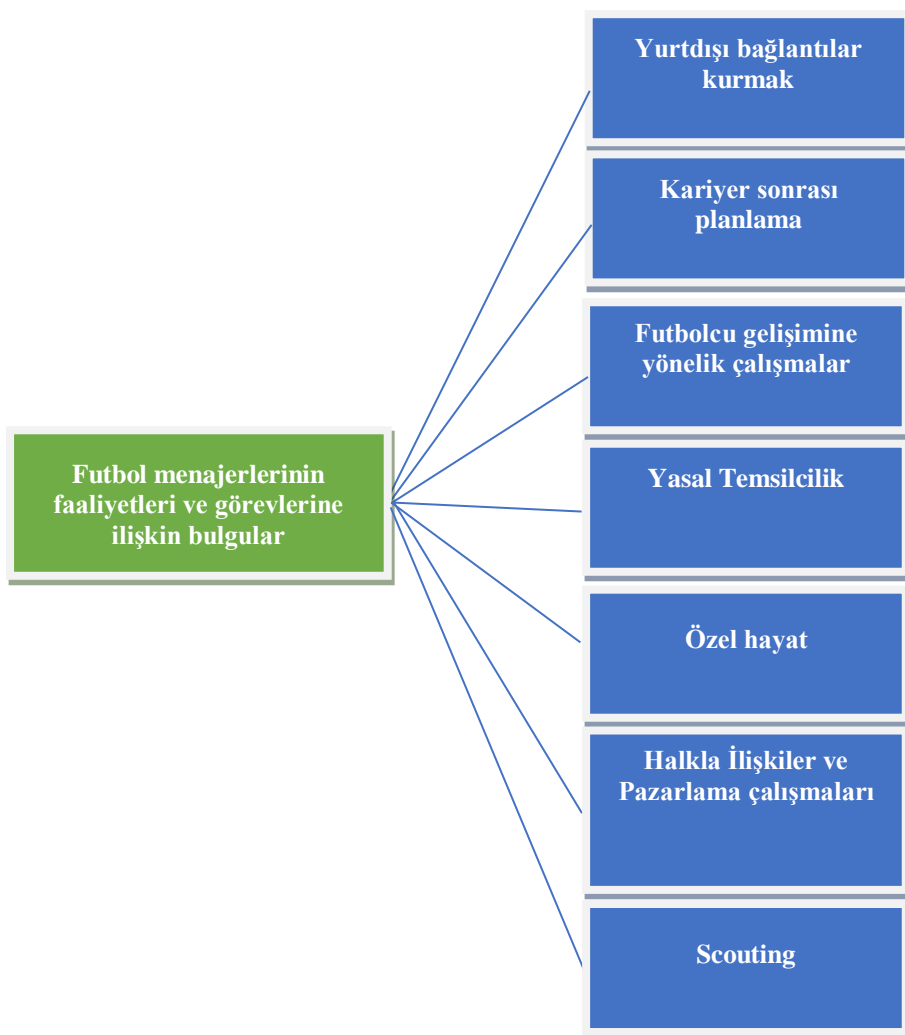 Yurtdışı bağlantılar
kurmak
Kariyer sonrası
planlama
Futbolcu gelişimine
yönelik çalışmalar
Futbol menajerlerinin
faaliyetleri ve görevlerine
ilişkin bulgular
Yasal Temsilcilik
Özel hayat
Halkla İlişkiler ve
Pazarlama çalışmaları
Scouting